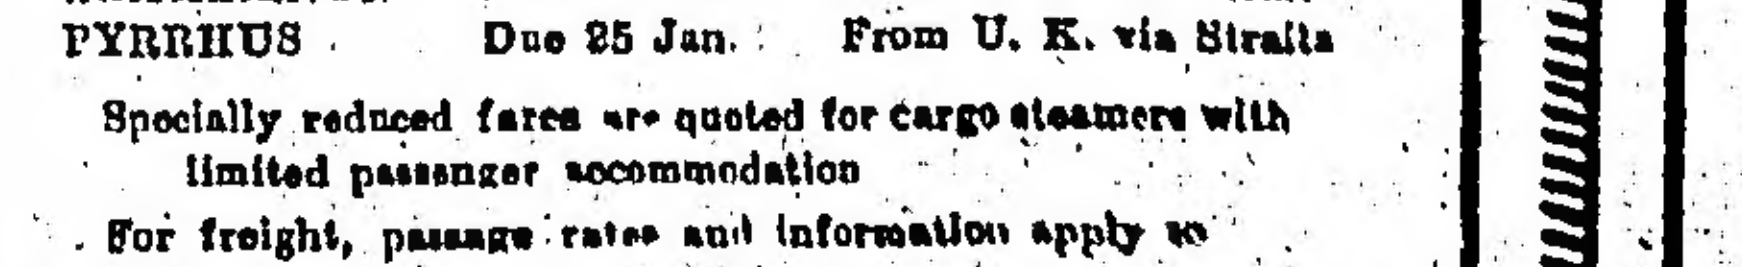 PYRRHUS Due 25 Jan. From U. K. via Straits
Specially reduced fares are quoted for cargo steamers with
limited passenger accommodation
For freight, passage rates and information apply to